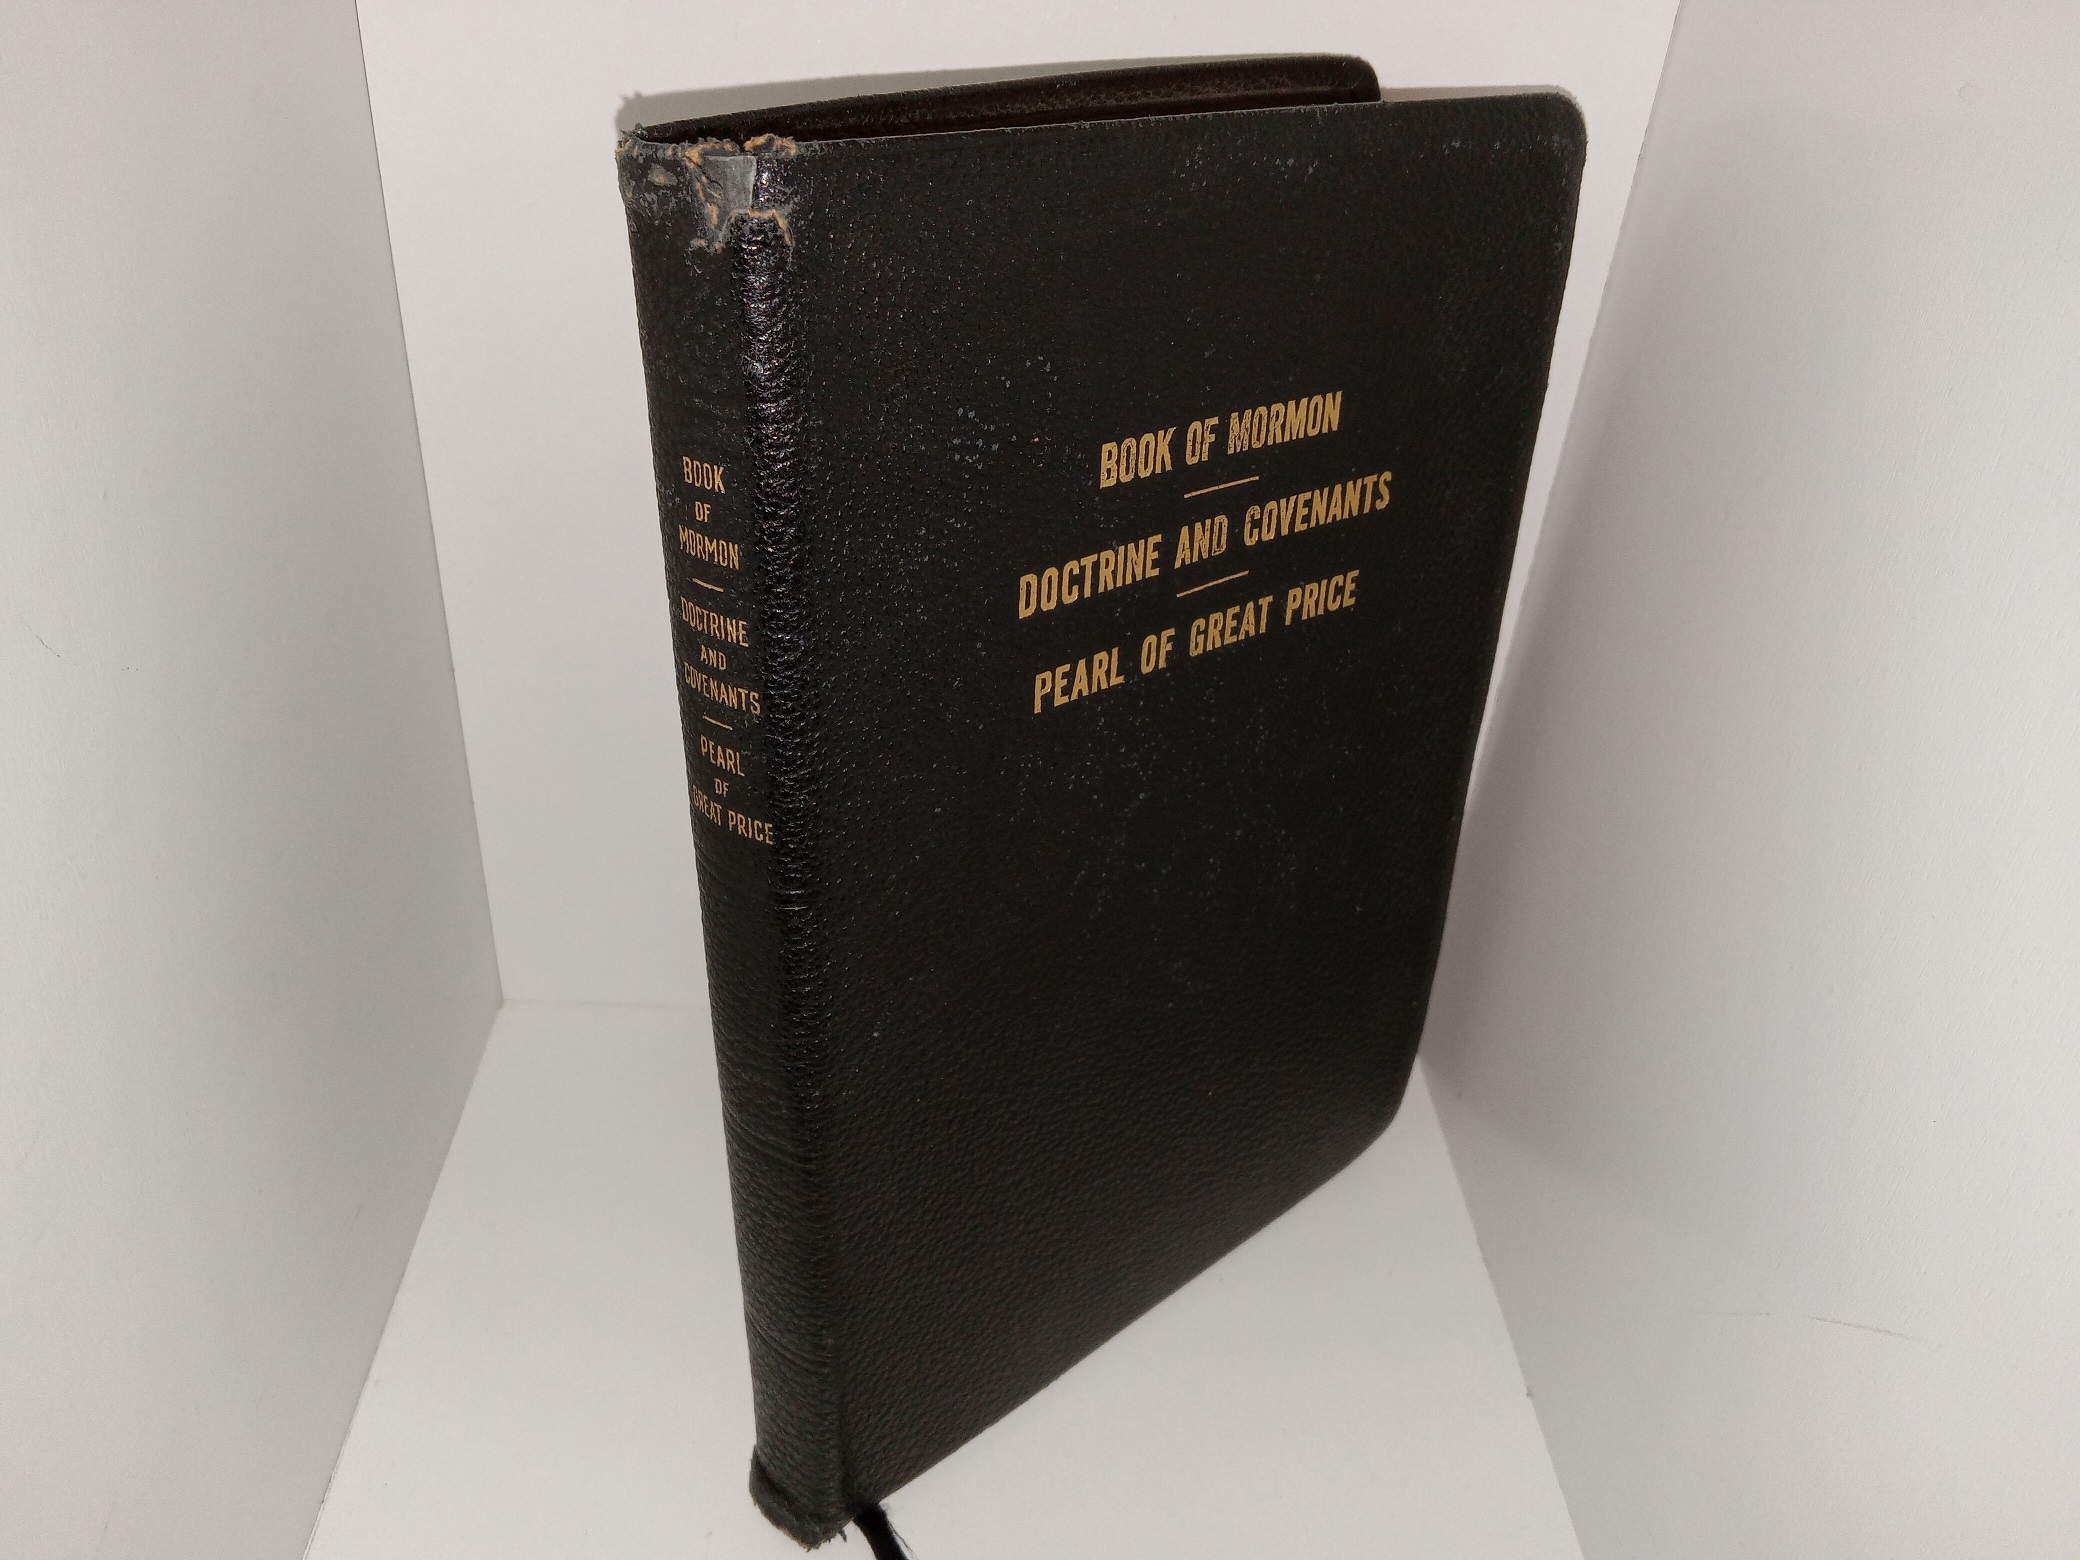 BOOK
OF
MORMON
DOCTRINE
AND
COVENANTS
PEARL
OF
GREAT PRICE
BOOK OF MORMON
DOCTRINE AND COVENANTS
PEARL OF GREAT PRICE